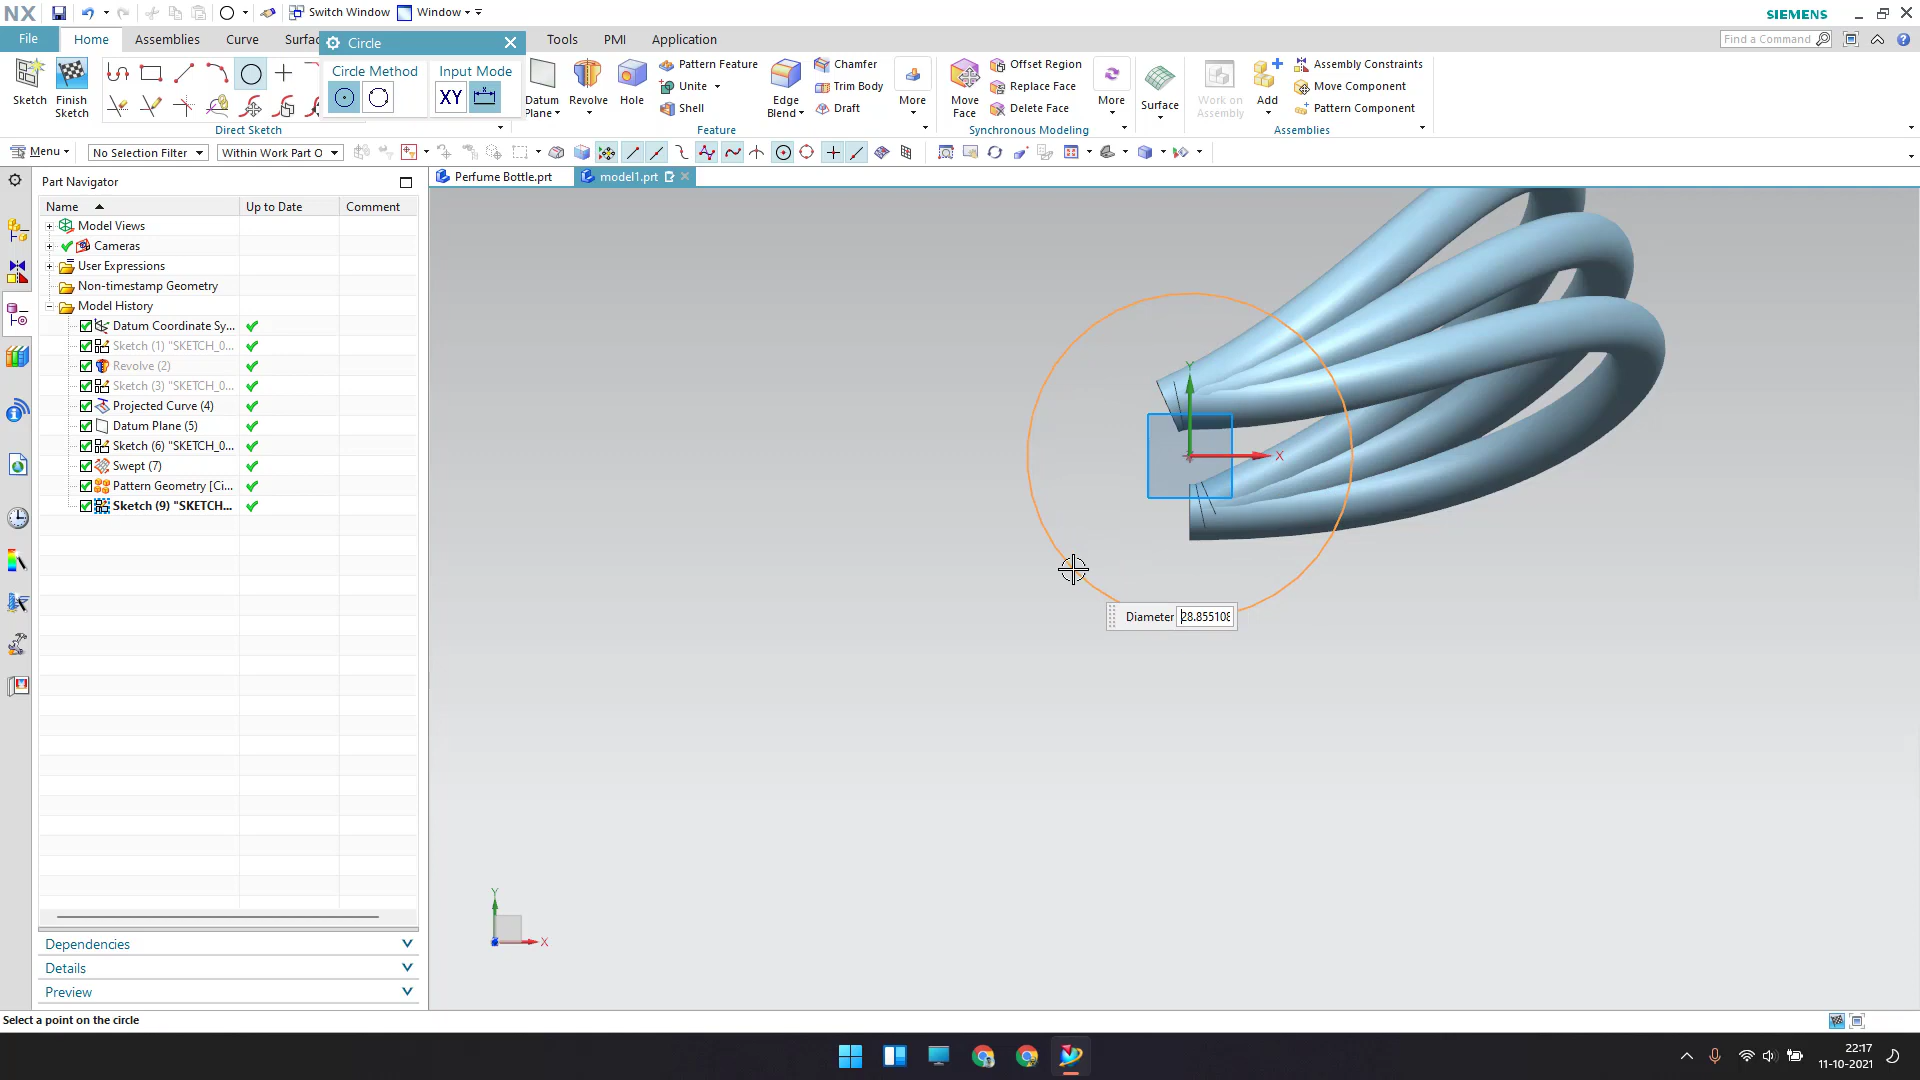 NX
Switch Window
Window
SIEMENS
File
Home
Assemblies
Curve
Surfac
Circle
Tools
PMI
Application
Find a Command
Circle Method
Input Mode
XY
Sketch
Finish
Sketch
Datum
Plane
Revolve
Hole
Pattern Feature
Unite
Shell
Edge
Blend
Chamfer
Trim Body
Draft
More
Move
Face
Offset Region
Replace Face
Delete Face
More
Surface
Work on
Assembly
Add
Assembly Constraints
Move Component
Pattern Component
Direct Sketch
Feature
Synchronous Modeling
Assemblies
Menu
No Selection Filter
Within Work Part O
Part Navigator
Perfume Bottle.prt
model1.prt
Name
Up to Date
Comment
Model Views
Cameras
User Expressions
Non-timestamp Geometry
Model History
Datum Coordinate Sy...
Sketch (1) "SKETCH_0...
Revolve (2)
Sketch (3) "SKETCH_0...
Projected Curve (4)
Datum Plane (5)
Sketch (6) "SKETCH_0...
Swept (7)
Pattern Geometry [Ci...
Sketch (9) "SKETCH...
Y
X
Diameter 28.855108
Y
X
Dependencies
Details
Preview
Select a point on the circle
22:17
11-10-2021